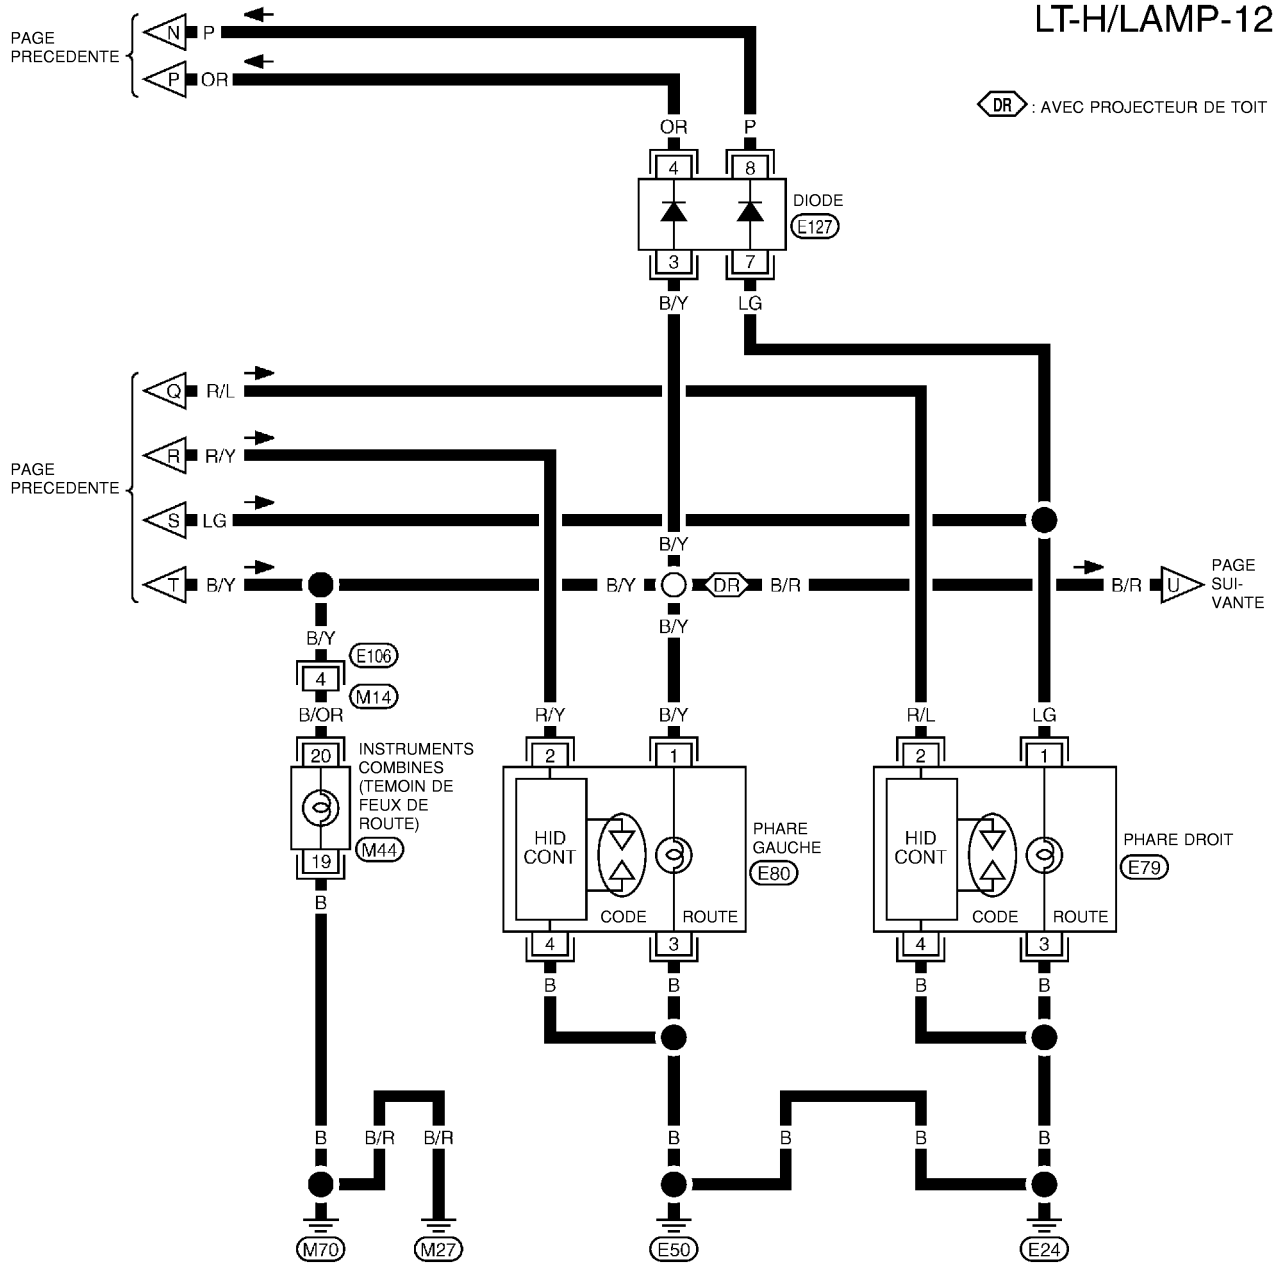 LT-H/LAMP-12
PAGE
PRECEDENTE
N P
P OR
DR : AVEC PROJECTEUR DE TOIT
OR P
4 8
DIODE
E127
3 7
B/Y LG
PAGE
PRECEDENTE
Q R/L
R R/Y
S LG
B/Y
T B/Y B/Y DR B/R B/R U
PAGE
SUI-
VANTE
B/Y
B/Y
E106
4
M14
B/OR R/Y B/Y R/L LG
20 2 1 2 1
INSTRUMENTS
COMBINES
(TEMOIN DE
FEUX DE
ROUTE)
M44
19
HID
CONT
CODE ROUTE
PHARE
GAUCHE
E80
HID
CONT
CODE ROUTE
PHARE DROIT
E79
B
4 3 4 3
B B B B
B B/R B/R B B B B
M70 M27 E50 E24